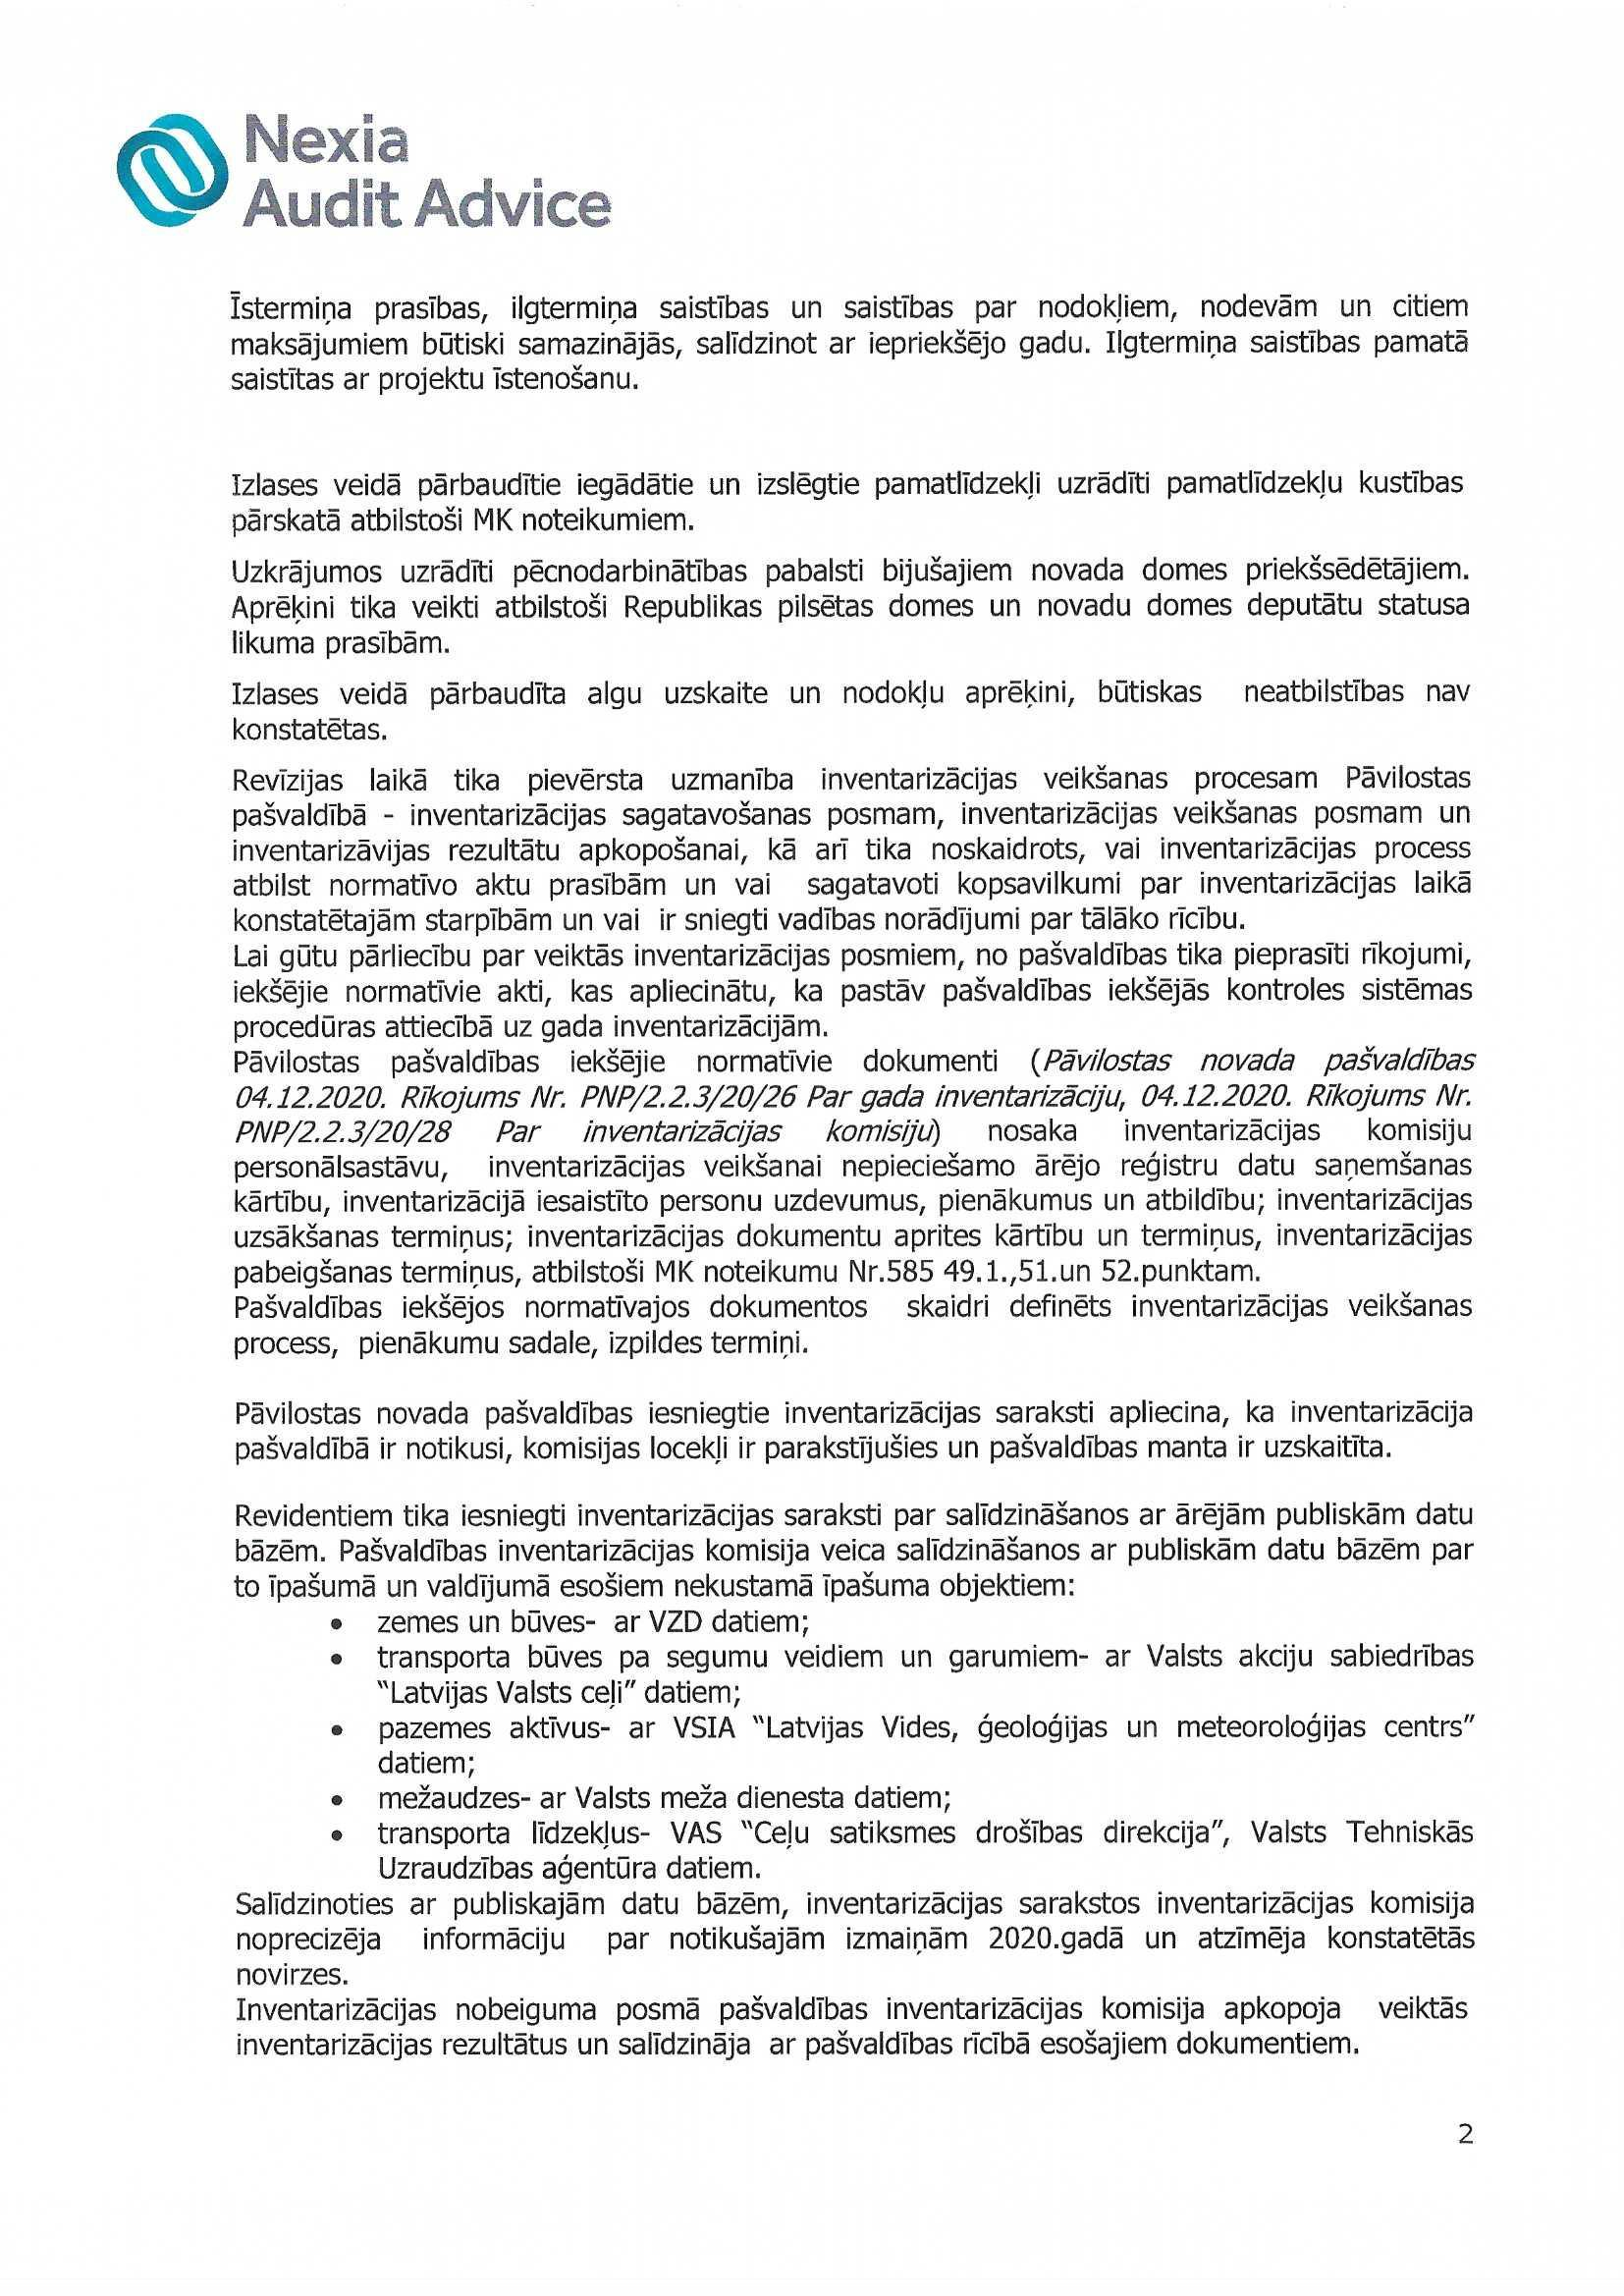 Nexia
Audit Advice
Īstermiņa prasības, ilgtermiņa saistības un saistības par nodokļiem, nodevām un citiem
maksājumiem būtiski samazinājās, salīdzinot ar iepriekšējo gadu. Ilgtermiņa saistības pamatā
saistītas ar projektu īstenošanu.
Izlases veidā pārbaudītie iegādātie un izslēgtie pamatlīdzekļi uzrādīti pamatlīdzekļu kustības
pārskatā atbilstoši MK noteikumiem.
Uzkrājumos uzrādīti pēcnodarbinātības pabalsti bijušajiem novada domes priekšsēdētājiem.
Aprēķini tika veikti atbilstoši Republikas pilsētas domes un novadu domes deputātu statusa
likuma prasībām.
Izlases veidā pārbaudīta algu uzskaite un nodokļu aprēķini, būtiskas neatbilstības nav
konstatētas.
Revīzijas laikā tika pievērsta uzmanība inventarizācijas veikšanas procesam Pāvilostas
pašvaldībā - inventarizācijas sagatavošanas posmam, inventarizācijas veikšanas posmam un
inventarizāvijas rezultātu apkopošanai, kā arī tika noskaidrots, vai inventarizācijas process
atbilst normatīvo aktu prasībām un vai sagatavoti kopsavilkumi par inventarizācijas laikā
konstatētajām starpībām un vai ir sniegti vadības norādījumi par tālāko rīcību.
Lai gūtu pārliecību par veiktās inventarizācijas posmiem, no pašvaldības tika pieprasīti rīkojumi,
iekšējie normatīvie akti, kas apliecinātu, ka pastāv pašvaldības iekšējās kontroles sistēmas
procedūras attiecībā uz gada inventarizācijām.
Pāvilostas pašvaldības iekšējie normatīvie dokumenti (Pāvilostas novada pašvaldības
04.12.2020. Rīkojums Nr. PNP/2.2.3/20/26 Par gada inventarizāciju, 04.12.2020. Rīkojums Nr.
PNP/2.2.3/20/28 Par inventarizācijas komisiju) nosaka inventarizācijas komisiju
personālsastāvu, inventarizācijas veikšanai nepieciešamo ārējo reģistru datu saņemšanas
kārtību, inventarizācijā iesaistīto personu uzdevumus, pienākumus un atbildību; inventarizācijas
uzsākšanas termiņus; inventarizācijas dokumentu aprites kārtību un termiņus, inventarizācijas
pabeigšanas termiņus, atbilstoši MK noteikumu Nr.585 49.1.,51.un 52.punktam.
Pašvaldības iekšējos normatīvajos dokumentos skaidri definēts inventarizācijas veikšanas
process, pienākumu sadale, izpildes termiņi.
Pāvilostas novada pašvaldības iesniegtie inventarizācijas saraksti apliecina, ka inventarizācija
pašvaldībā ir notikusi, komisijas locekļi ir parakstījušies un pašvaldības manta ir uzskaitīta.
Revidentiem tika iesniegti inventarizācijas saraksti par salīdzināšanos ar ārējām publiskām datu
bāzēm. Pašvaldības inventarizācijas komisija veica salīdzināšanos ar publiskām datu bāzēm par
to īpašumā un valdījumā esošiem nekustamā īpašuma objektiem:
• zemes un būves- ar VZD datiem;
• transporta būves pa segumu veidiem un garumiem- ar Valsts akciju sabiedrības
"Latvijas Valsts ceļi" datiem;
• pazemes aktīvus- ar VSIA "Latvijas Vides, ģeoloģijas un meteoroloģijas centrs"
datiem;
• mežaudzes- ar Valsts meža dienesta datiem;
• transporta līdzekļus- VAS "Ceļu satiksmes drošības direkcija", Valsts Tehniskās
Uzraudzības aģentūra datiem.
Salīdzinoties ar publiskajām datu bāzēm, inventarizācijas sarakstos inventarizācijas komisija
noprecizēja informāciju par notikušajām izmaiņām 2020.gadā un atzīmēja konstatētās
novirzes.
Inventarizācijas nobeiguma posmā pašvaldības inventarizācijas komisija apkopoja veiktās
inventarizācijas rezultātus un salīdzināja ar pašvaldības rīcībā esošajiem dokumentiem.
2